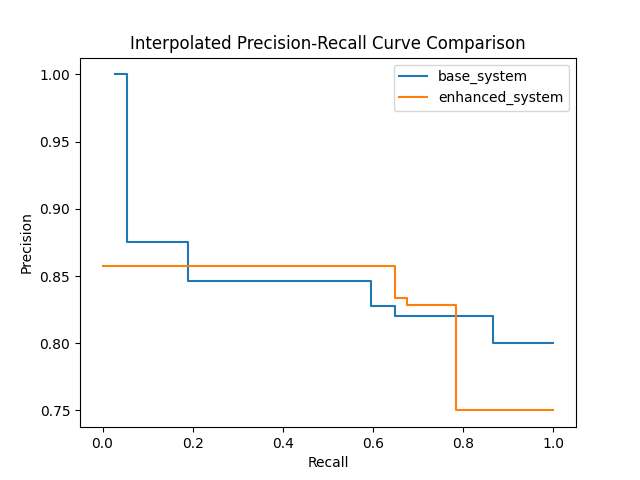 Interpolated Precision-Recall Curve Comparison
base_system
enhanced_system
1.00
0.95
0.90
0.85
0.80
0.75
Precision
0.0 0.2 0.4 0.6 0.8 1.0
Recall